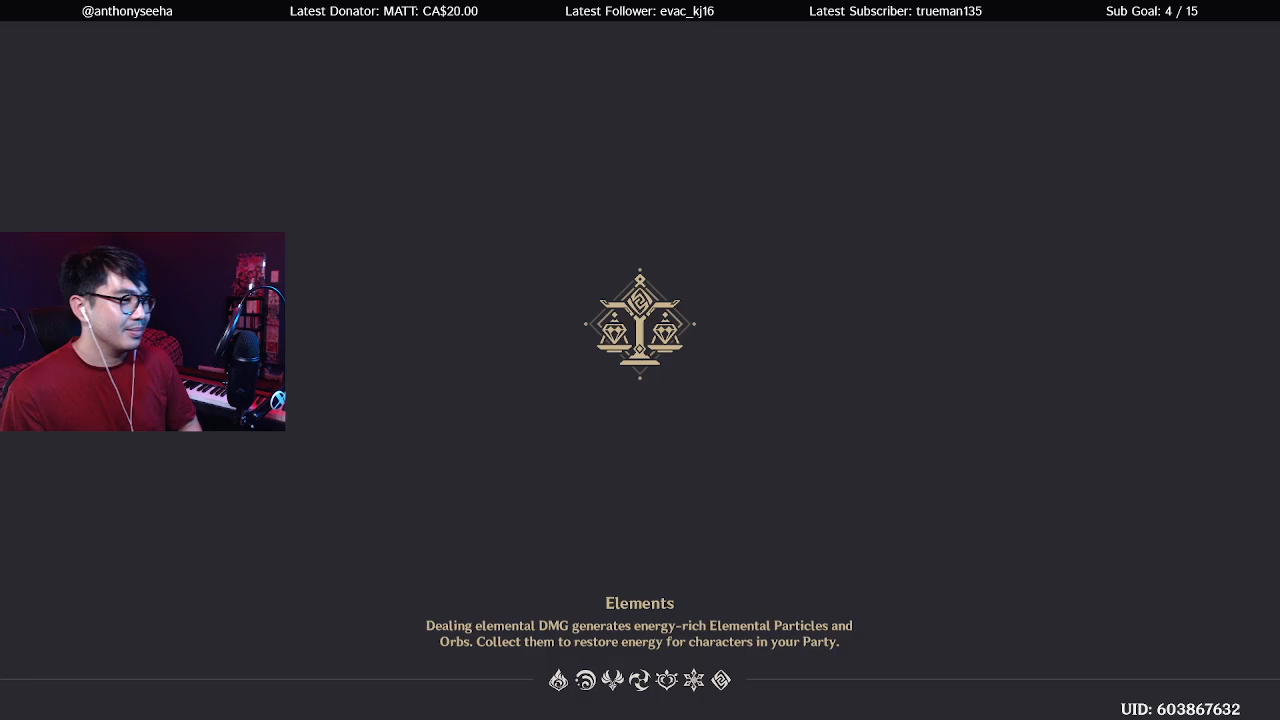 @anthonyseeha
Latest Donator: MATT: CA$20.00
Latest Follower: evac_kj16
Latest Subscriber: trueman135
Sub Goal: 4 / 15
Elements
Dealing elemental DMG generates energy-rich Elemental Particles and
Orbs. Collect them to restore energy for characters in your Party.
UID: 603867632